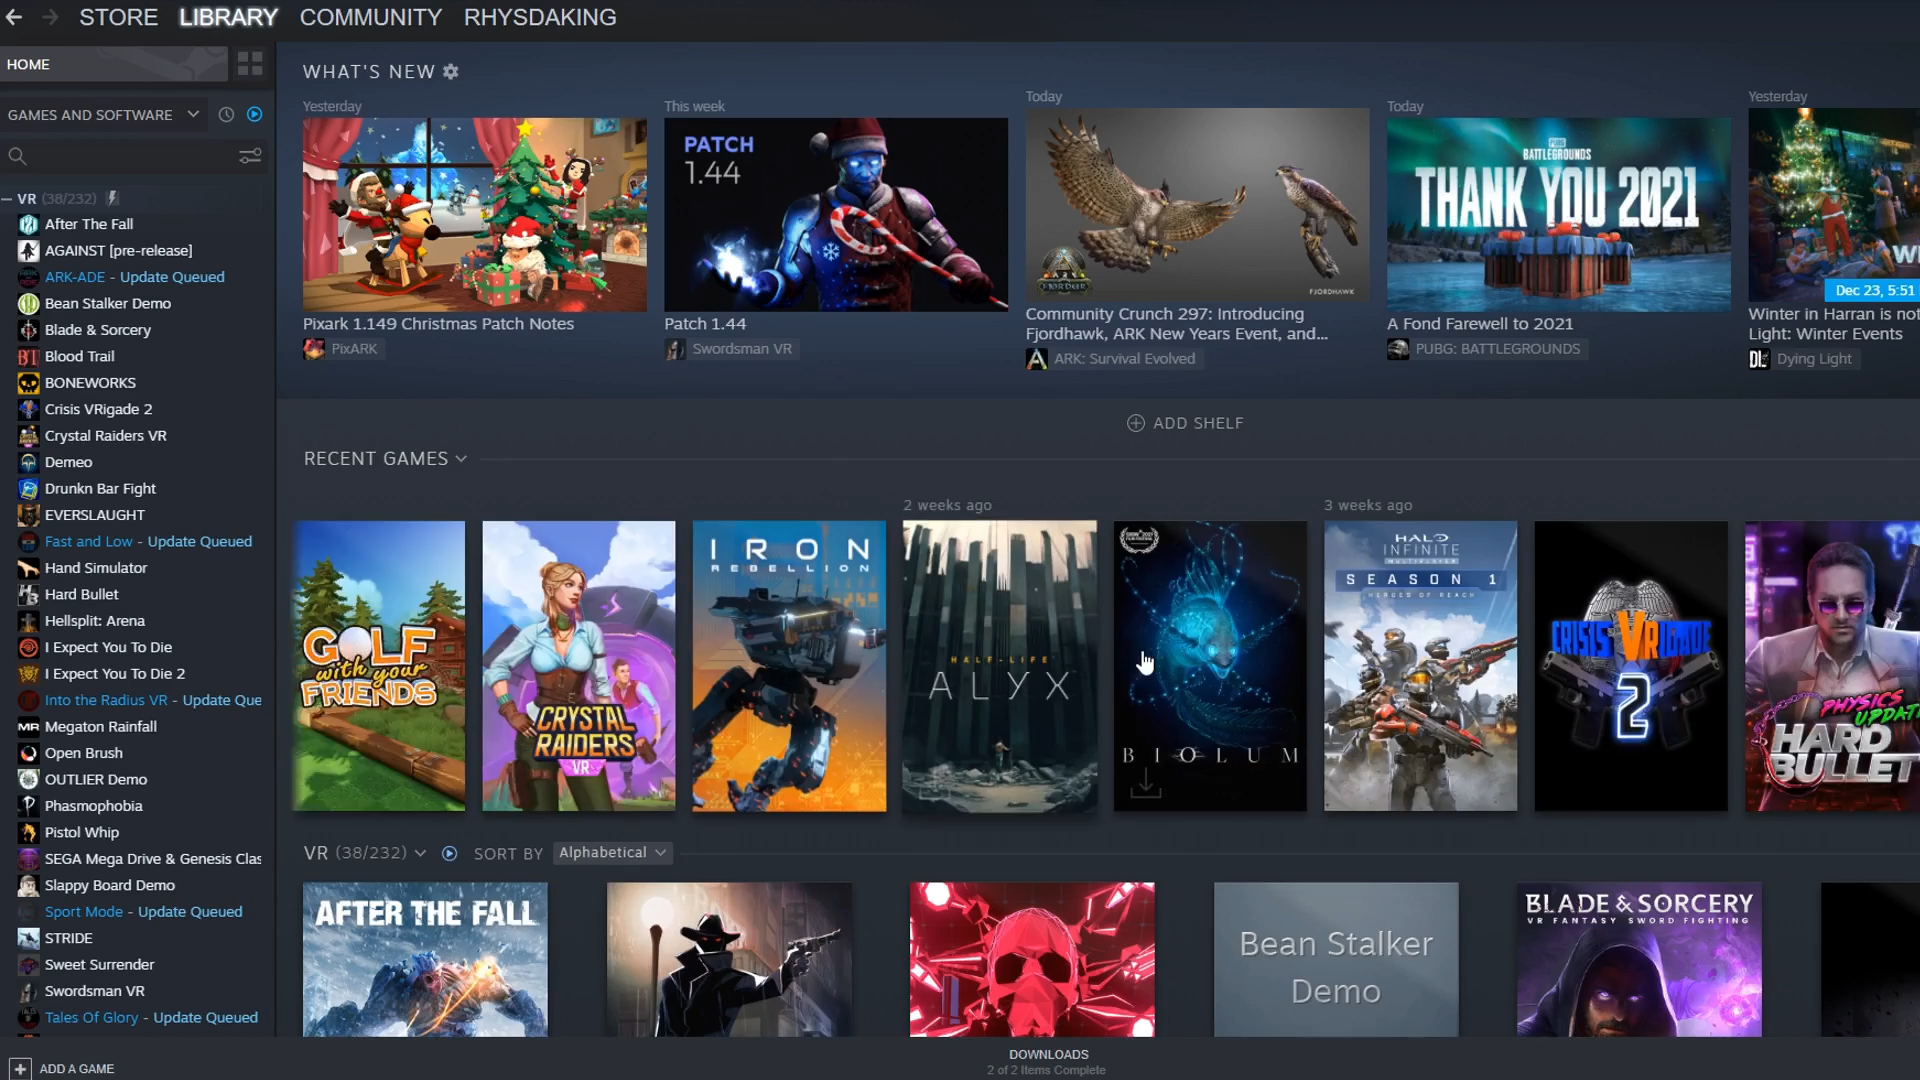 STORE LIBRARY COMMUNITY RHYSDAKING
HOME
GAMES AND SOFTWARE
VR (38/232)
After The Fall
AGAINST [pre-release]
ARK-ADE - Update Queued
Bean Stalker Demo
Blade & Sorcery
Blood Trail
BONEWORKS
Crisis VRigade 2
Crystal Raiders VR
Demeo
Drunkn Bar Fight
EVERSLAUGHT
Fast and Low - Update Queued
Hand Simulator
Hard Bullet
Hellsplit: Arena
I Expect You To Die
I Expect You To Die 2
Into the Radius VR - Update Que
Megaton Rainfall
Open Brush
OUTLIER Demo
Phasmophobia
Pistol Whip
SEGA Mega Drive & Genesis Clas
Slappy Board Demo
Sport Mode - Update Queued
STRIDE
Sweet Surrender
Swordsman VR
Tales Of Glory - Update Queued
ADD A GAME
WHAT'S NEW
Yesterday
Pixark 1.149 Christmas Patch Notes
PixARK
This week
PATCH
1.44
Patch 1.44
Swordsman VR
Today
FJORDUR
FJORDHAWK
Community Crunch 297: Introducing
Fjordhawk, ARK New Years Event, and...
ARK: Survival Evolved
Today
PUBG
BATTLEGROUNDS
THANK YOU 2021
A Fond Farewell to 2021
PUBG: BATTLEGROUNDS
Yesterday
WI
Dec 23, 5:51
Winter in Harran is not
Light: Winter Events
Dying Light
ADD SHELF
RECENT GAMES
2 weeks ago
3 weeks ago
GOLF
with your
FRIENDS
CRYSTAL
RAIDERS
VR
IRON
REBELLION
HALF-LIFE
ALYX
BIOLUM
HALO
INFINITE
MULTIPLAYER
SEASON 1
HEROES OF REACH
CRISIS VRIGADE
2
PHYSICS
UPDAT
HARD
BULLET
VR (38/232)
SORT BY Alphabetical
AFTER THE FALL
Bean Stalker
Demo
BLADE & SORCERY
VR FANTASY SWORD FIGHTING
DOWNLOADS
2 of 2 Items Complete